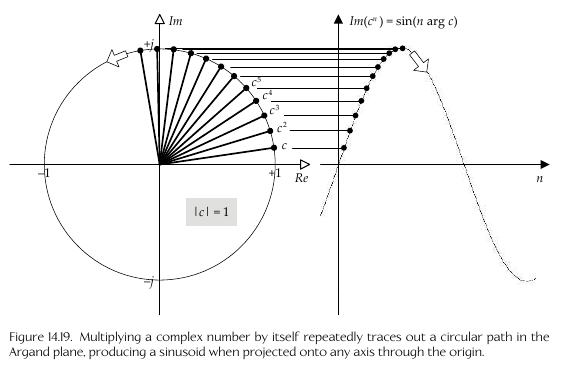 Im
Im(cⁿ) = sin(n arg c)
+j
c⁵
c⁴
c³
c²
c
–1
+1
Re
n
|c| = 1
–j
Figure 14.19. Multiplying a complex number by itself repeatedly traces out a circular path in the
Argand plane, producing a sinusoid when projected onto any axis through the origin.